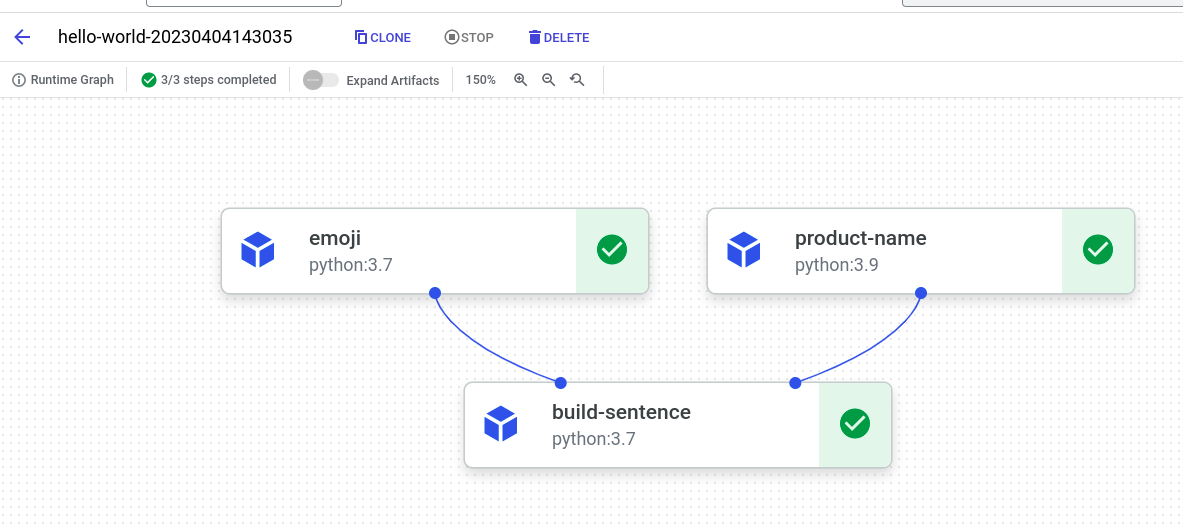 hello-world-20230404143035 CLONE STOP DELETE
Runtime Graph 3/3 steps completed Expand Artifacts 150%
emoji
python:3.7
product-name
python:3.9
build-sentence
python:3.7